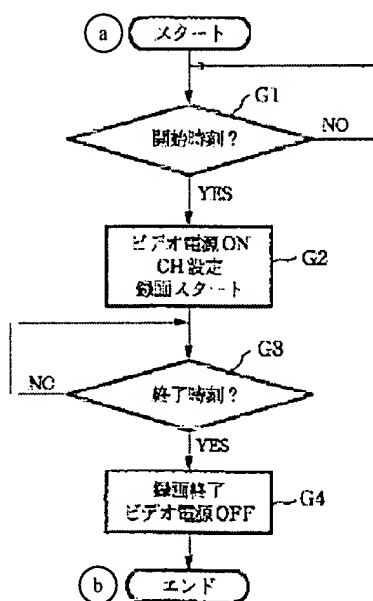 a スタート
G1
開始時刻？
NO
YES
ビデオ電源ON
CH設定
録画スタート
G2
G3
NO
終了時刻？
YES
録画終了
ビデオ電源OFF
G4
b エンド